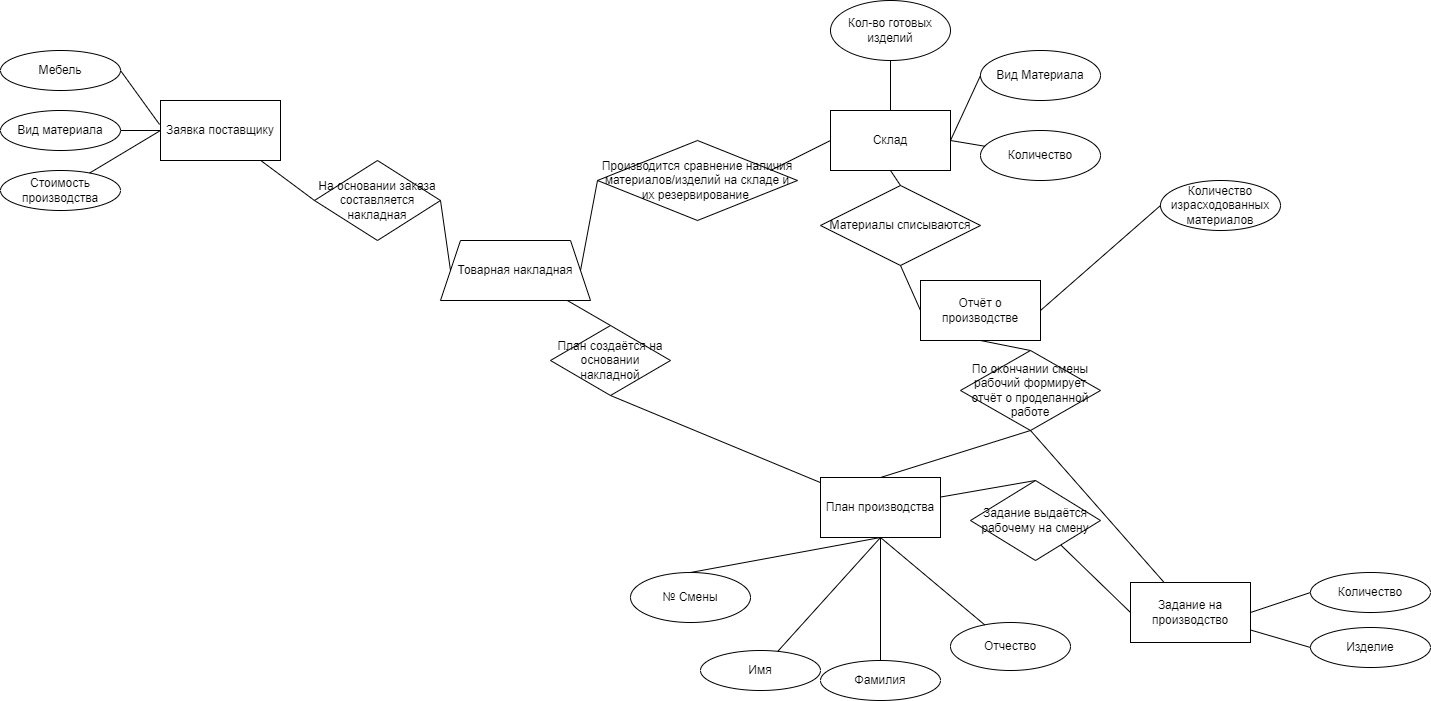 Кол-во готовых
изделий
Мебель
Вид Материала
Вид материала
Заявка поставщику
Склад
Количество
Стоимость
производства
На основании заказа
составляется
накладная
Производится сравнение наличия
материалов/изделий на складе и
их резервирование
Количество
израсходованных
материалов
Материалы списываются
Товарная накладная
Отчёт о
производстве
План создаётся на
основании
накладной
По окончании смены
рабочий формирует
отчёт о проделанной
работе
План производства
Задание выдаётся
рабочему на смену
№ Смены
Задание на
производство
Количество
Изделие
Отчество
Имя
Фамилия